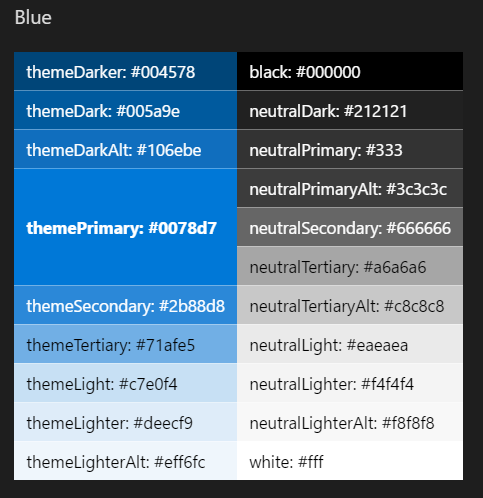 Blue
themeDarker: #004578
black: #000000
themeDark: #005a9e
neutralDark: #212121
themeDarkAlt: #106ebe
neutralPrimary: #333
neutralPrimaryAlt: #3c3c3c
themePrimary: #0078d7
neutralSecondary: #666666
neutralTertiary: #a6a6a6
themeSecondary: #2b88d8
neutralTertiaryAlt: #c8c8c8
themeTertiary: #71afe5
neutralLight: #eaeaea
themeLight: #c7e0f4
neutralLighter: #f4f4f4
themeLighter: #deecf9
neutralLighterAlt: #f8f8f8
themeLighterAlt: #eff6fc
white: #fff